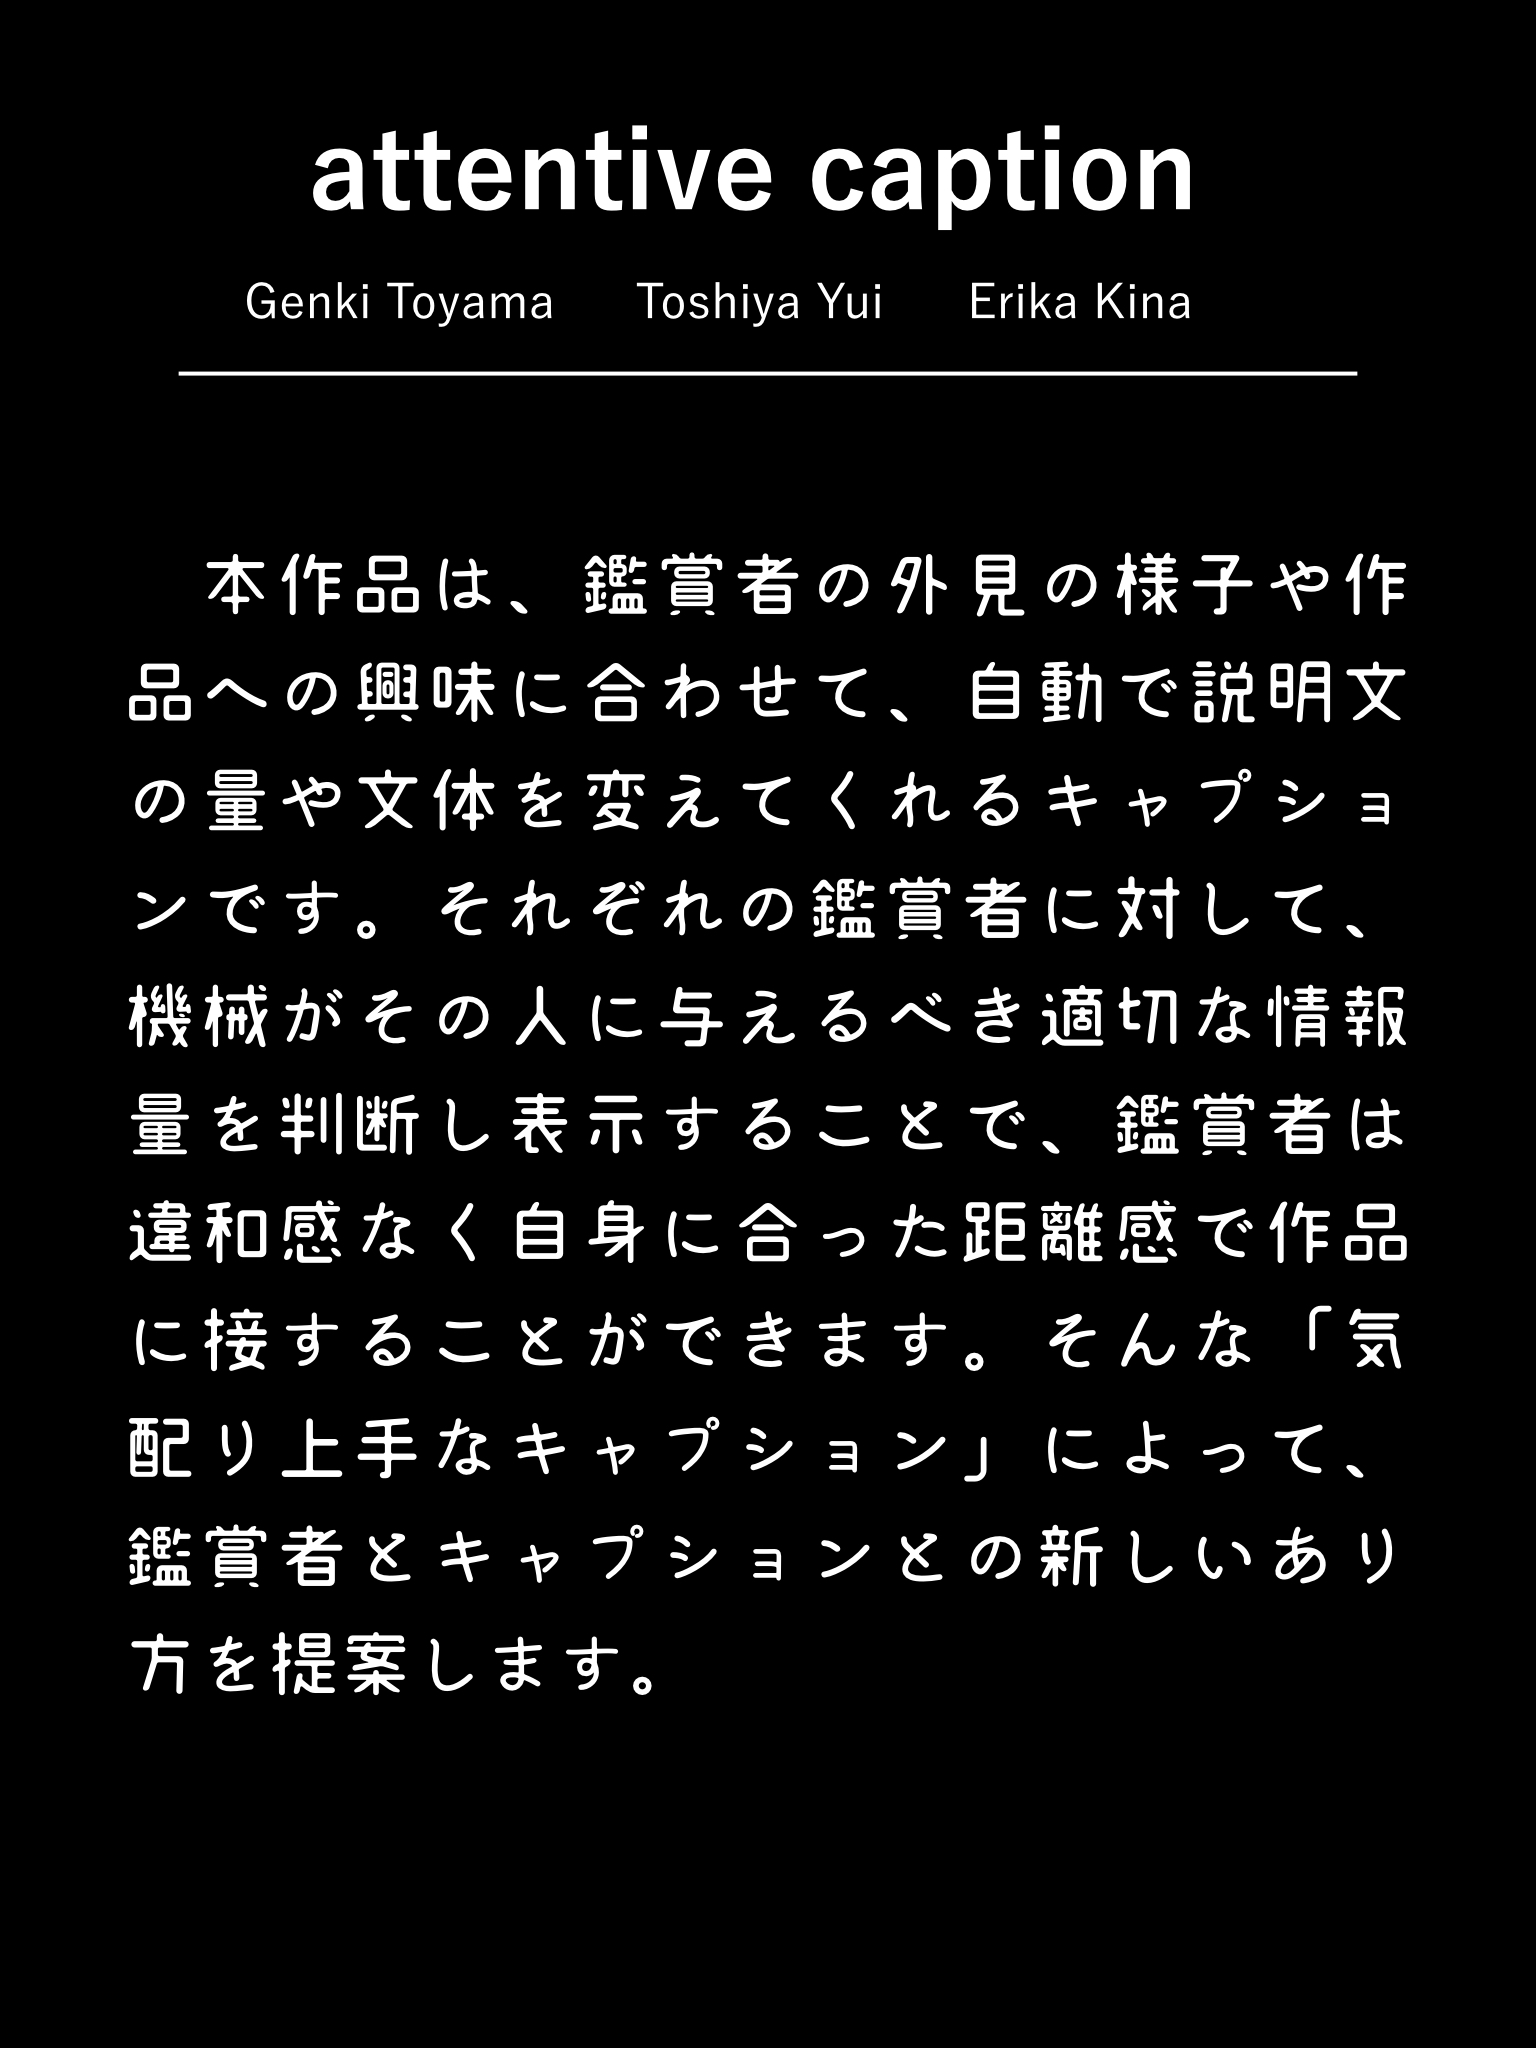 attentive caption
Genki Toyama Toshiya Yui Erika Kina
本作品は、鑑賞者の外見の様子や作
品への興味に合わせて、自動で説明文
の量や文体を変えてくれるキャプショ
ンです。それぞれの鑑賞者に対して、
機械がその人に与えるべき適切な情報
量を判断し表示することで、鑑賞者は
違和感なく自身に合った距離感で作品
に接することができます。そんな「気
配り上手なキャプション」によって、
鑑賞者とキャプションとの新しいあり
方を提案します。